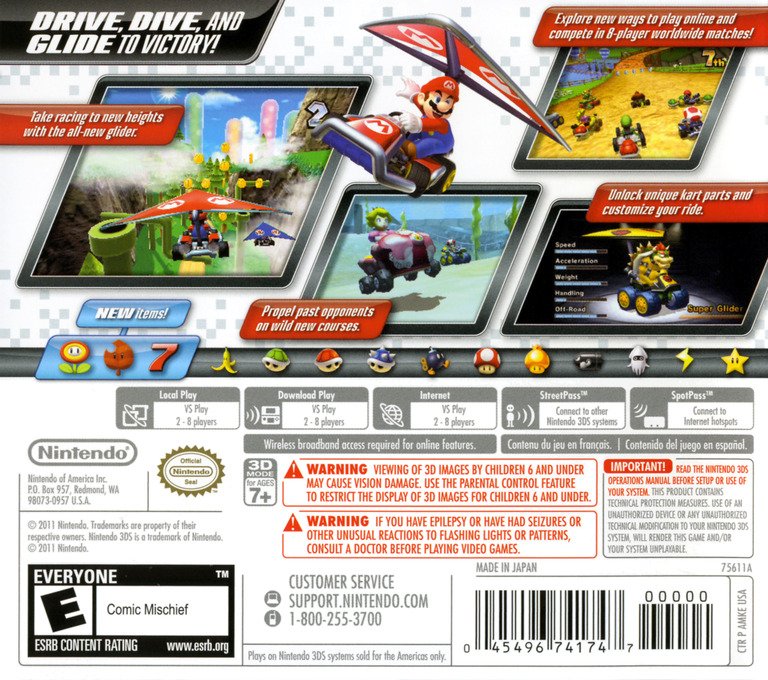 DRIVE, DIVE, AND
GLIDE TO VICTORY!
Explore new ways to play online and
compete in 8-player worldwide matches!
7th
Take racing to new heights
with the all-new glider.
2
Unlock unique kart parts and
customize your ride.
Speed
Acceleration
Weight
Handling
Off-Road
Super Glider
Propel past opponents
on wild new courses.
NEW items!
7
Local Play
VS Play
2 - 8 players
Download Play
VS Play
2 - 8 players
Internet
VS Play
2 - 8 players
StreetPass™
Connect to other
Nintendo 3DS systems
SpotPass™
Connect to
Internet hotspots
Wireless broadband access required for online features.
Contenu du jeu en français.
Contenido del juego en español.
Nintendo®
Nintendo of America Inc.
P.O. Box 957, Redmond, WA
98073-0957 U.S.A.
Official
Nintendo
Seal
3D
MODE
for AGES
7+
WARNING VIEWING OF 3D IMAGES BY CHILDREN 6 AND UNDER
MAY CAUSE VISION DAMAGE. USE THE PARENTAL CONTROL FEATURE
TO RESTRICT THE DISPLAY OF 3D IMAGES FOR CHILDREN 6 AND UNDER.
WARNING IF YOU HAVE EPILEPSY OR HAVE HAD SEIZURES OR
OTHER UNUSUAL REACTIONS TO FLASHING LIGHTS OR PATTERNS,
CONSULT A DOCTOR BEFORE PLAYING VIDEO GAMES.
IMPORTANT! READ THE NINTENDO 3DS
OPERATIONS MANUAL BEFORE SETUP OR USE OF
YOUR SYSTEM. THIS PRODUCT CONTAINS
TECHNICAL PROTECTION MEASURES. USE OF AN
UNAUTHORIZED DEVICE OR ANY UNAUTHORIZED
TECHNICAL MODIFICATION TO YOUR NINTENDO 3DS
SYSTEM, WILL RENDER THIS GAME AND/OR
YOUR SYSTEM UNPLAYABLE.
© 2011 Nintendo. Trademarks are property of their
respective owners. Nintendo 3DS is a trademark of Nintendo.
© 2011 Nintendo.
EVERYONE
™
E
Comic Mischief
ESRB CONTENT RATING www.esrb.org
CUSTOMER SERVICE
SUPPORT.NINTENDO.COM
1-800-255-3700
Plays on Nintendo 3DS systems sold for the Americas only.
MADE IN JAPAN
75611A
00000
0 45496 74174 7
CTR P AMKE USA